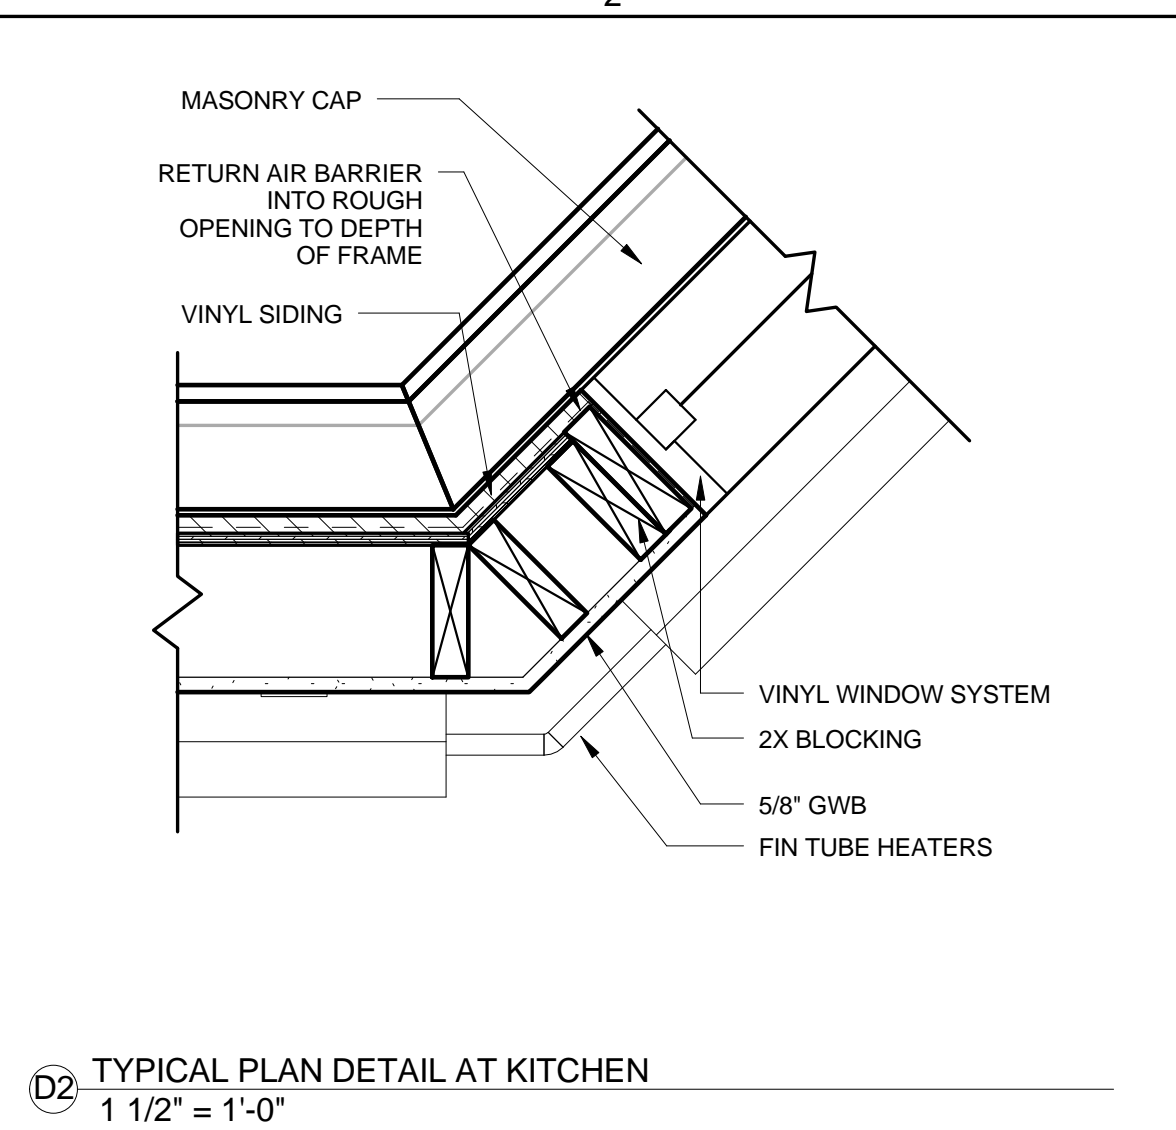 MASONRY CAP
RETURN AIR BARRIER
INTO ROUGH
OPENING TO DEPTH
OF FRAME
VINYL SIDING
VINYL WINDOW SYSTEM
2X BLOCKING
5/8" GWB
FIN TUBE HEATERS
D2
TYPICAL PLAN DETAIL AT KITCHEN
1 1/2" = 1'-0"